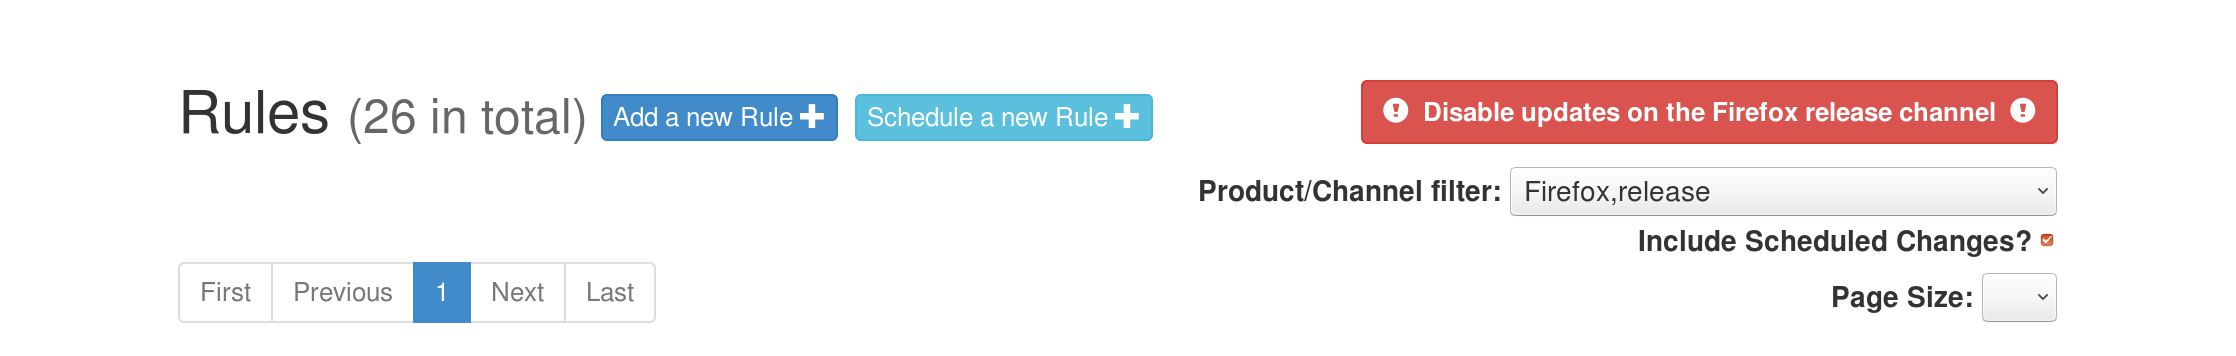 Rules (26 in total) Add a new Rule Schedule a new Rule
Disable updates on the Firefox release channel
Product/Channel filter: Firefox,release
Include Scheduled Changes?
Page Size:
First Previous 1 Next Last